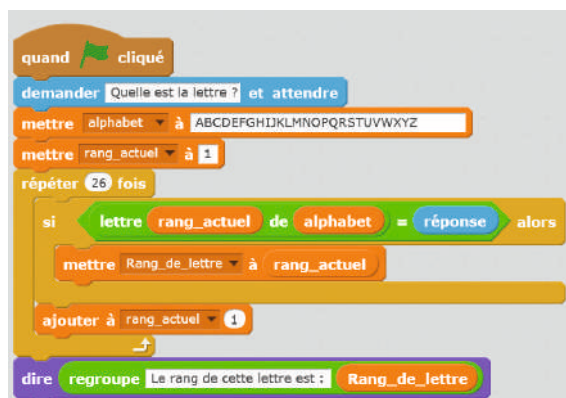 quand cliqué
demander Quelle est la lettre ? et attendre
mettre alphabet à ABCDEFGHIJKLMNOPQRSTUVWXYZ
mettre rang_actuel à 1
répéter 26 fois
si lettre rang_actuel de alphabet = réponse alors
mettre Rang_de_lettre à rang_actuel
ajouter à rang_actuel 1
dire regroupe Le rang de cette lettre est : Rang_de_lettre